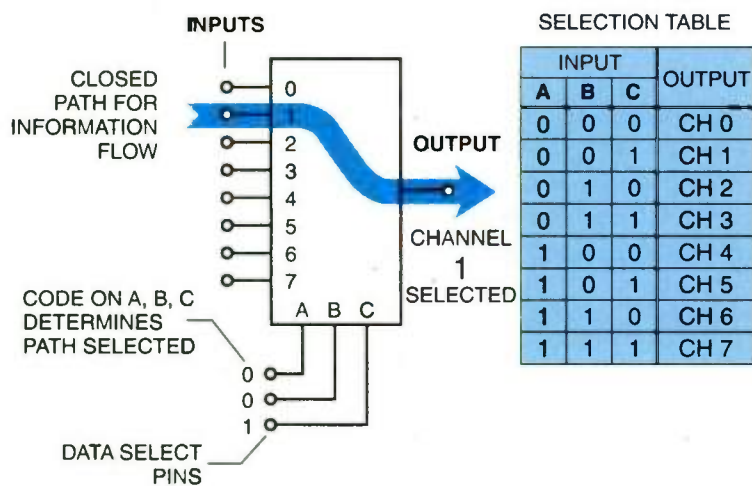 INPUTS
CLOSED
PATH FOR
INFORMATION
FLOW
0
1
2
3
4
5
6
7
OUTPUT
CHANNEL
1
SELECTED
A B C
CODE ON A, B, C
DETERMINES
PATH SELECTED
0
0
1
DATA SELECT
PINS
SELECTION TABLE
INPUT OUTPUT
A B C
0 0 0 CH 0
0 0 1 CH 1
0 1 0 CH 2
0 1 1 CH 3
1 0 0 CH 4
1 0 1 CH 5
1 1 0 CH 6
1 1 1 CH 7